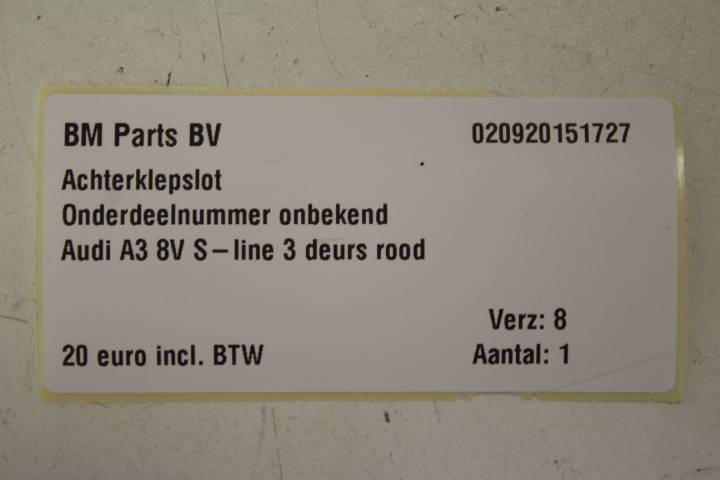 BM Parts BV 020920151727
Achterklepslot
Onderdeelnummer onbekend
Audi A3 8V S-line 3 deurs rood
Verz: 8
20 euro incl. BTW Aantal: 1